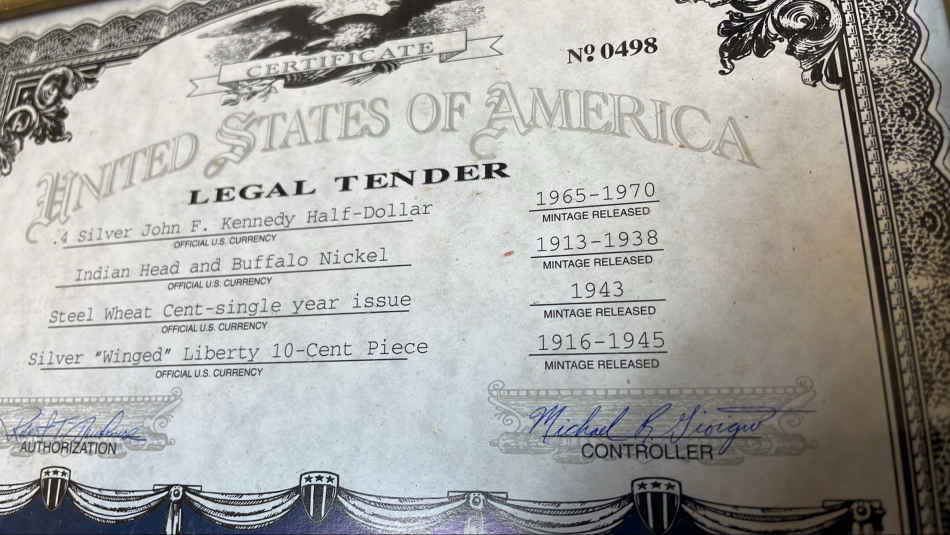 CERTIFICATE
Nº 0498
UNITED STATES OF AMERICA
LEGAL TENDER
.4 Silver John F. Kennedy Half-Dollar
OFFICIAL U.S. CURRENCY
1965-1970
MINTAGE RELEASED
Indian Head and Buffalo Nickel
OFFICIAL U.S. CURRENCY
1913-1938
MINTAGE RELEASED
Steel Wheat Cent-single year issue
OFFICIAL U.S. CURRENCY
1943
MINTAGE RELEASED
Silver "Winged" Liberty 10-Cent Piece
OFFICIAL U.S. CURRENCY
1916-1945
MINTAGE RELEASED
AUTHORIZATION
Michael R
CONTROLLER